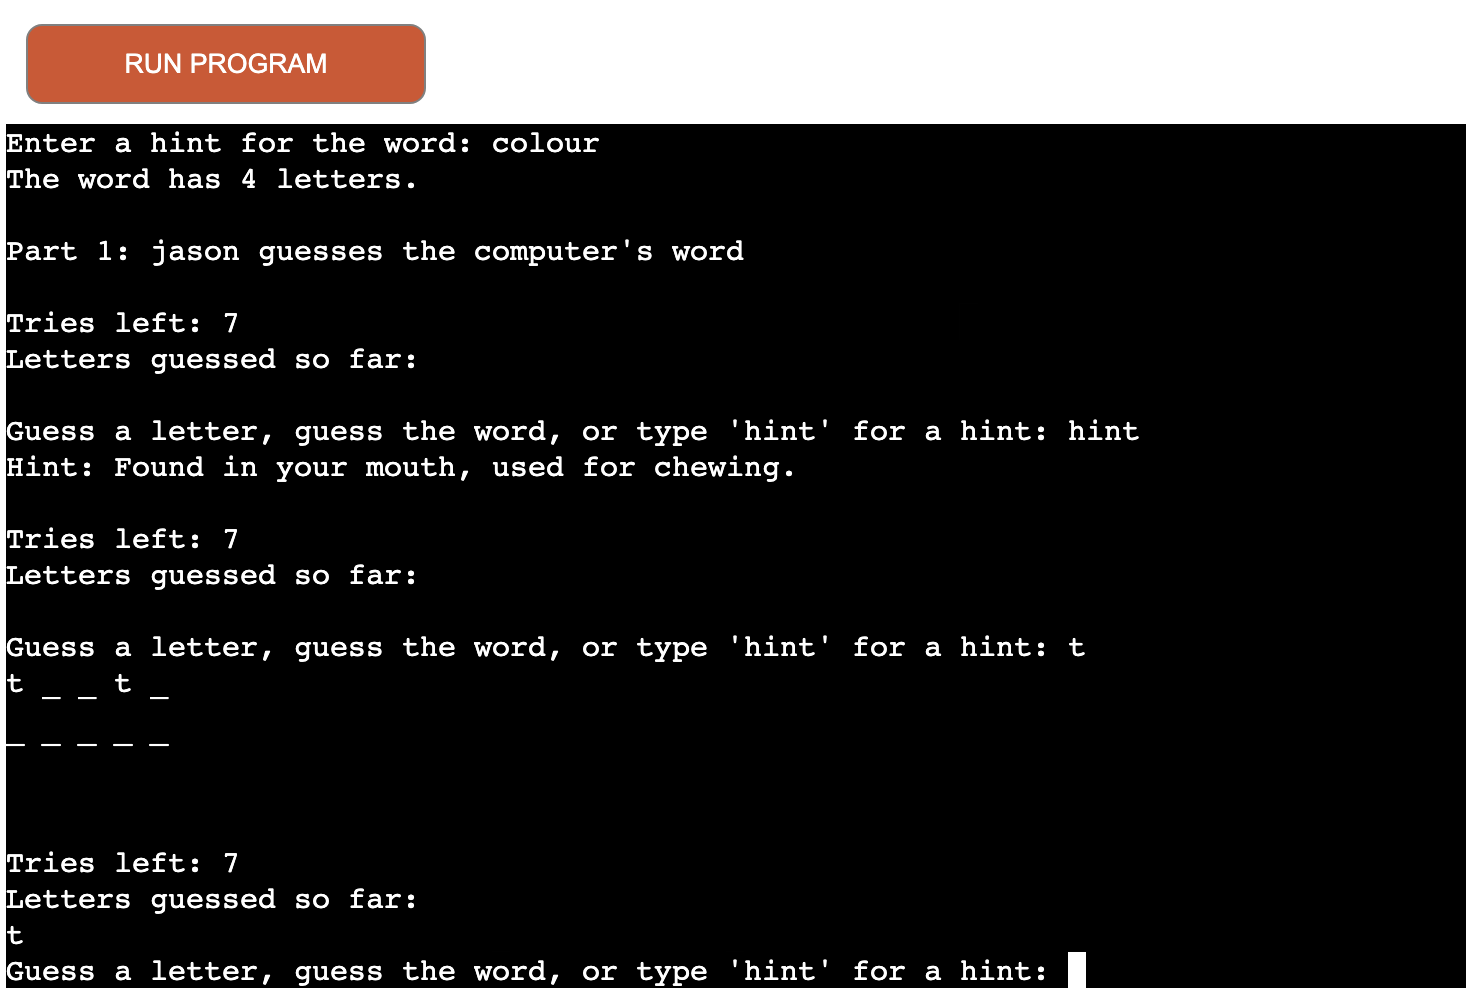 RUN PROGRAM
Enter a hint for the word: colour
The word has 4 letters.
Part 1: jason guesses the computer's word
Tries left: 7
Letters guessed so far:
Guess a letter, guess the word, or type 'hint' for a hint: hint
Hint: Found in your mouth, used for chewing.
Tries left: 7
Letters guessed so far:
Guess a letter, guess the word, or type 'hint' for a hint: t
t _ _ t _
_ _ _ _ _
Tries left: 7
Letters guessed so far:
t
Guess a letter, guess the word, or type 'hint' for a hint: